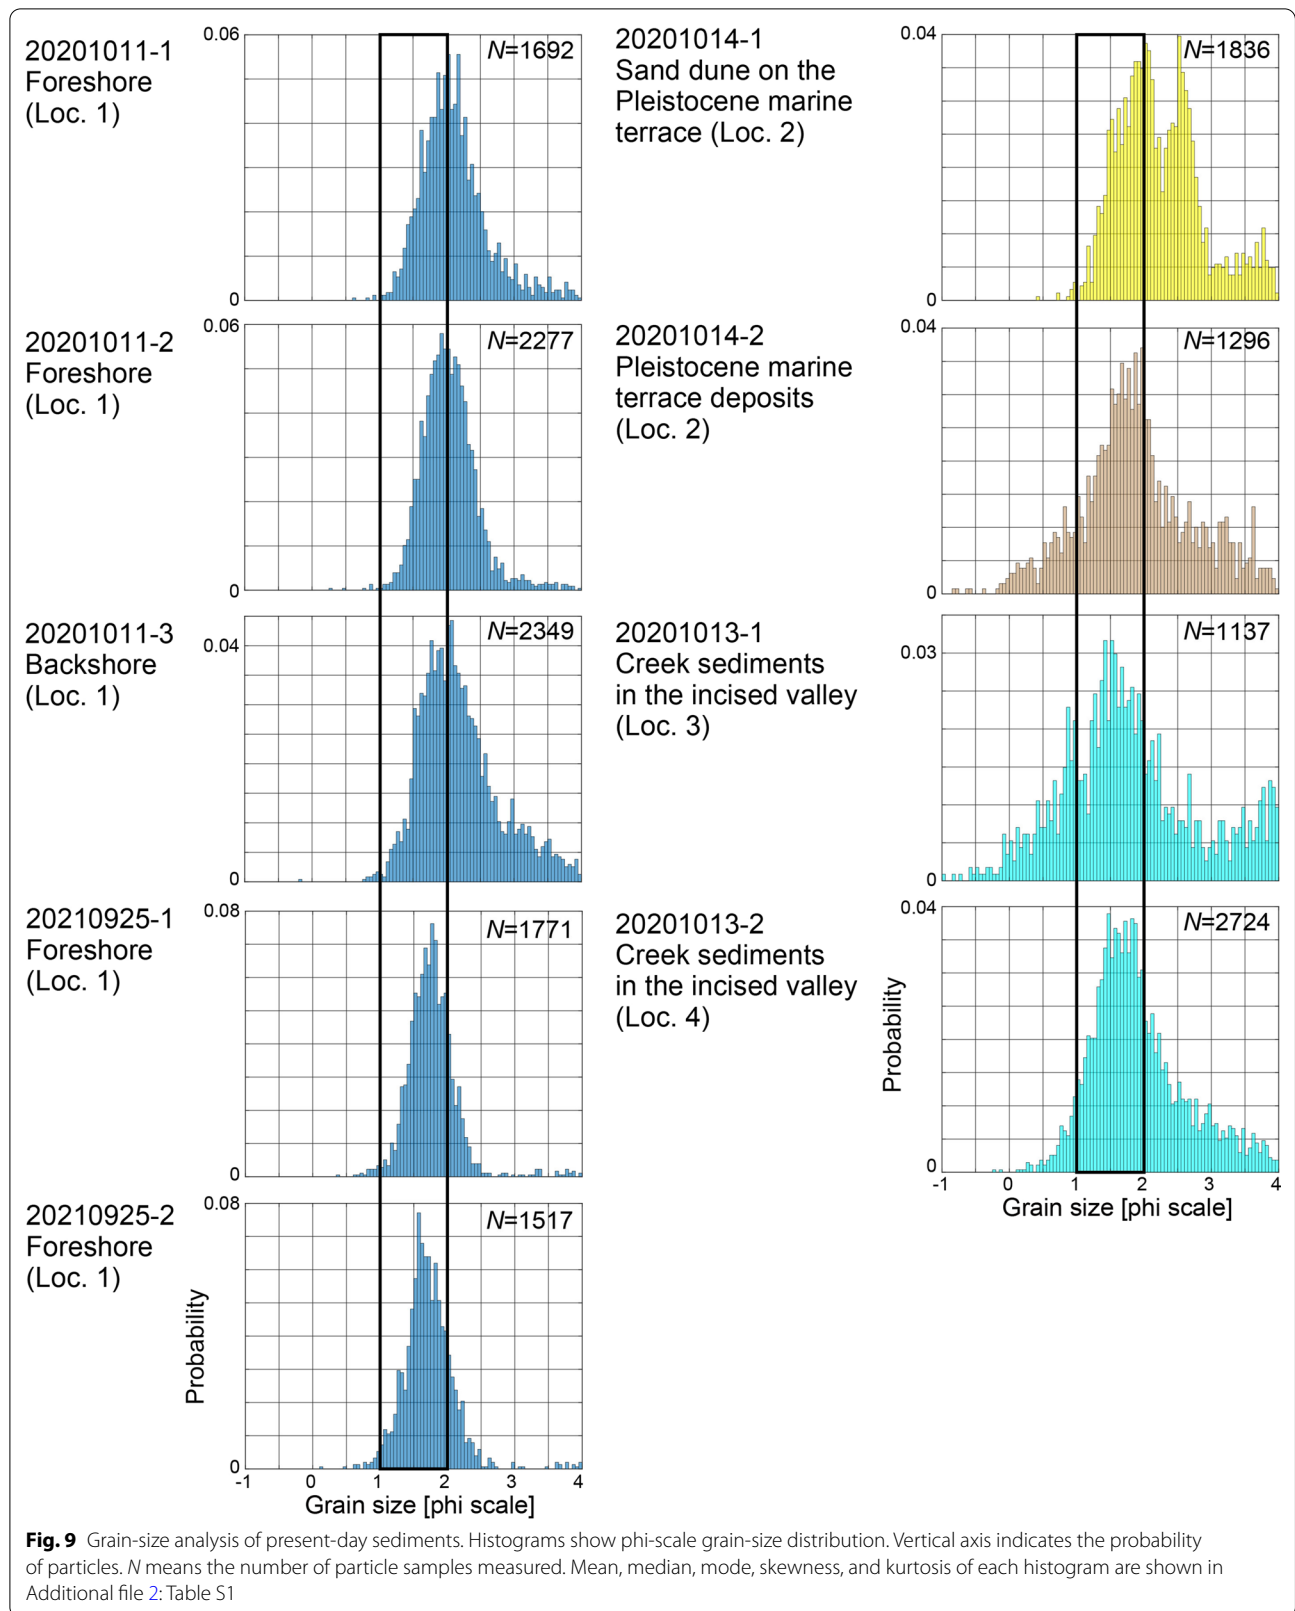 20201011-1
Foreshore
(Loc. 1)
0.06
N=1692
0
20201011-2
Foreshore
(Loc. 1)
0.06
N=2277
0
20201011-3
Backshore
(Loc. 1)
0.04
N=2349
0
20210925-1
Foreshore
(Loc. 1)
0.08
N=1771
0
20210925-2
Foreshore
(Loc. 1)
0.08
N=1517
Probability
0
-1 0 1 2 3 4
Grain size [phi scale]
20201014-1
Sand dune on the
Pleistocene marine
terrace (Loc. 2)
0.04
N=1836
0
20201014-2
Pleistocene marine
terrace deposits
(Loc. 2)
0.04
N=1296
0
20201013-1
Creek sediments
in the incised valley
(Loc. 3)
0.03
N=1137
0
20201013-2
Creek sediments
in the incised valley
(Loc. 4)
0.04
N=2724
Probability
0
-1 0 1 2 3 4
Grain size [phi scale]
Fig. 9 Grain-size analysis of present-day sediments. Histograms show phi-scale grain-size distribution. Vertical axis indicates the probability
of particles. N means the number of particle samples measured. Mean, median, mode, skewness, and kurtosis of each histogram are shown in
Additional file 2: Table S1